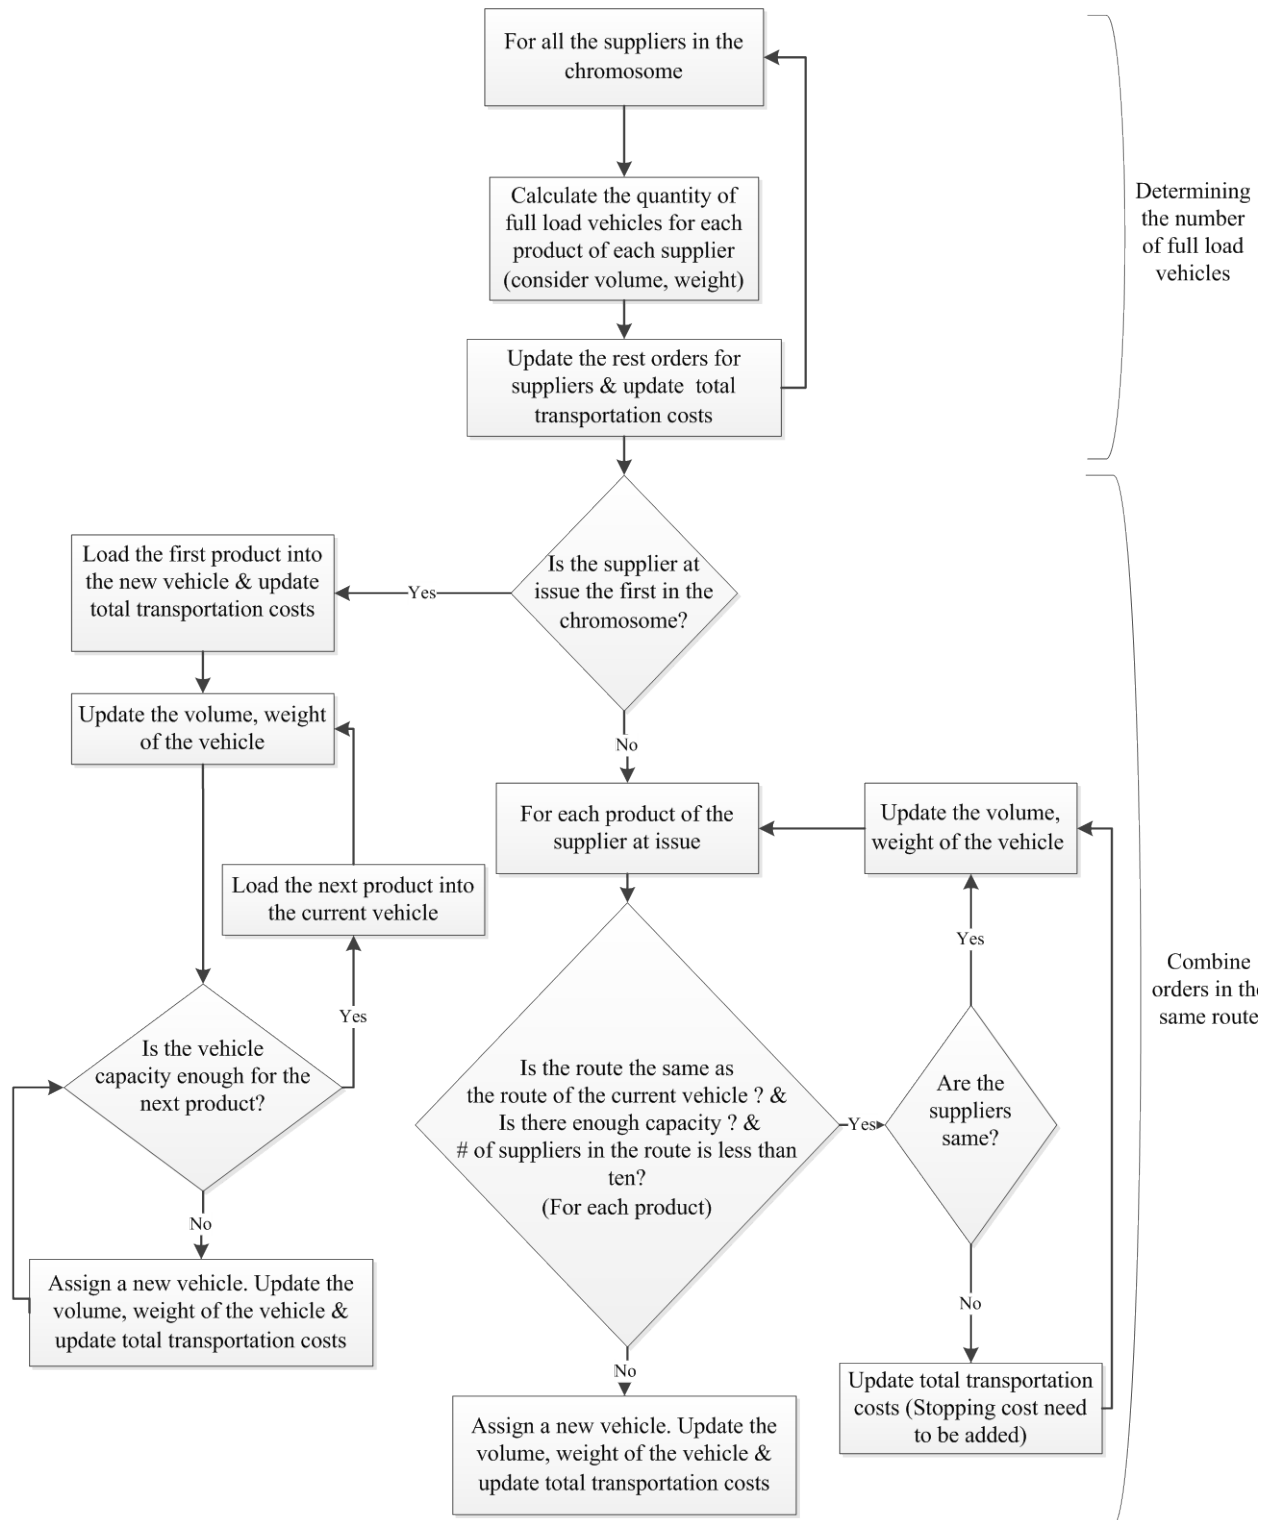 For all the suppliers in the
chromosome
Calculate the quantity of
full load vehicles for each
product of each supplier
(consider volume, weight)
Update the rest orders for
suppliers & update total
transportation costs
Determining
the number
of full load
vehicles
Is the supplier at
issue the first in the
chromosome?
Yes
Load the first product into
the new vehicle & update
total transportation costs
Update the volume, weight
of the vehicle
Load the next product into
the current vehicle
Yes
Is the vehicle
capacity enough for the
next product?
No
Assign a new vehicle. Update the
volume, weight of the vehicle &
update total transportation costs
No
For each product of the
supplier at issue
Update the volume,
weight of the vehicle
Yes
Is the route the same as
the route of the current vehicle ? &
Is there enough capacity ? &
# of suppliers in the route is less than
ten?
(For each product)
Yes
Are the
suppliers
same?
No
Update total transportation
costs (Stopping cost need
to be added)
No
Assign a new vehicle. Update the
volume, weight of the vehicle &
update total transportation costs
Combine
orders in th
same route